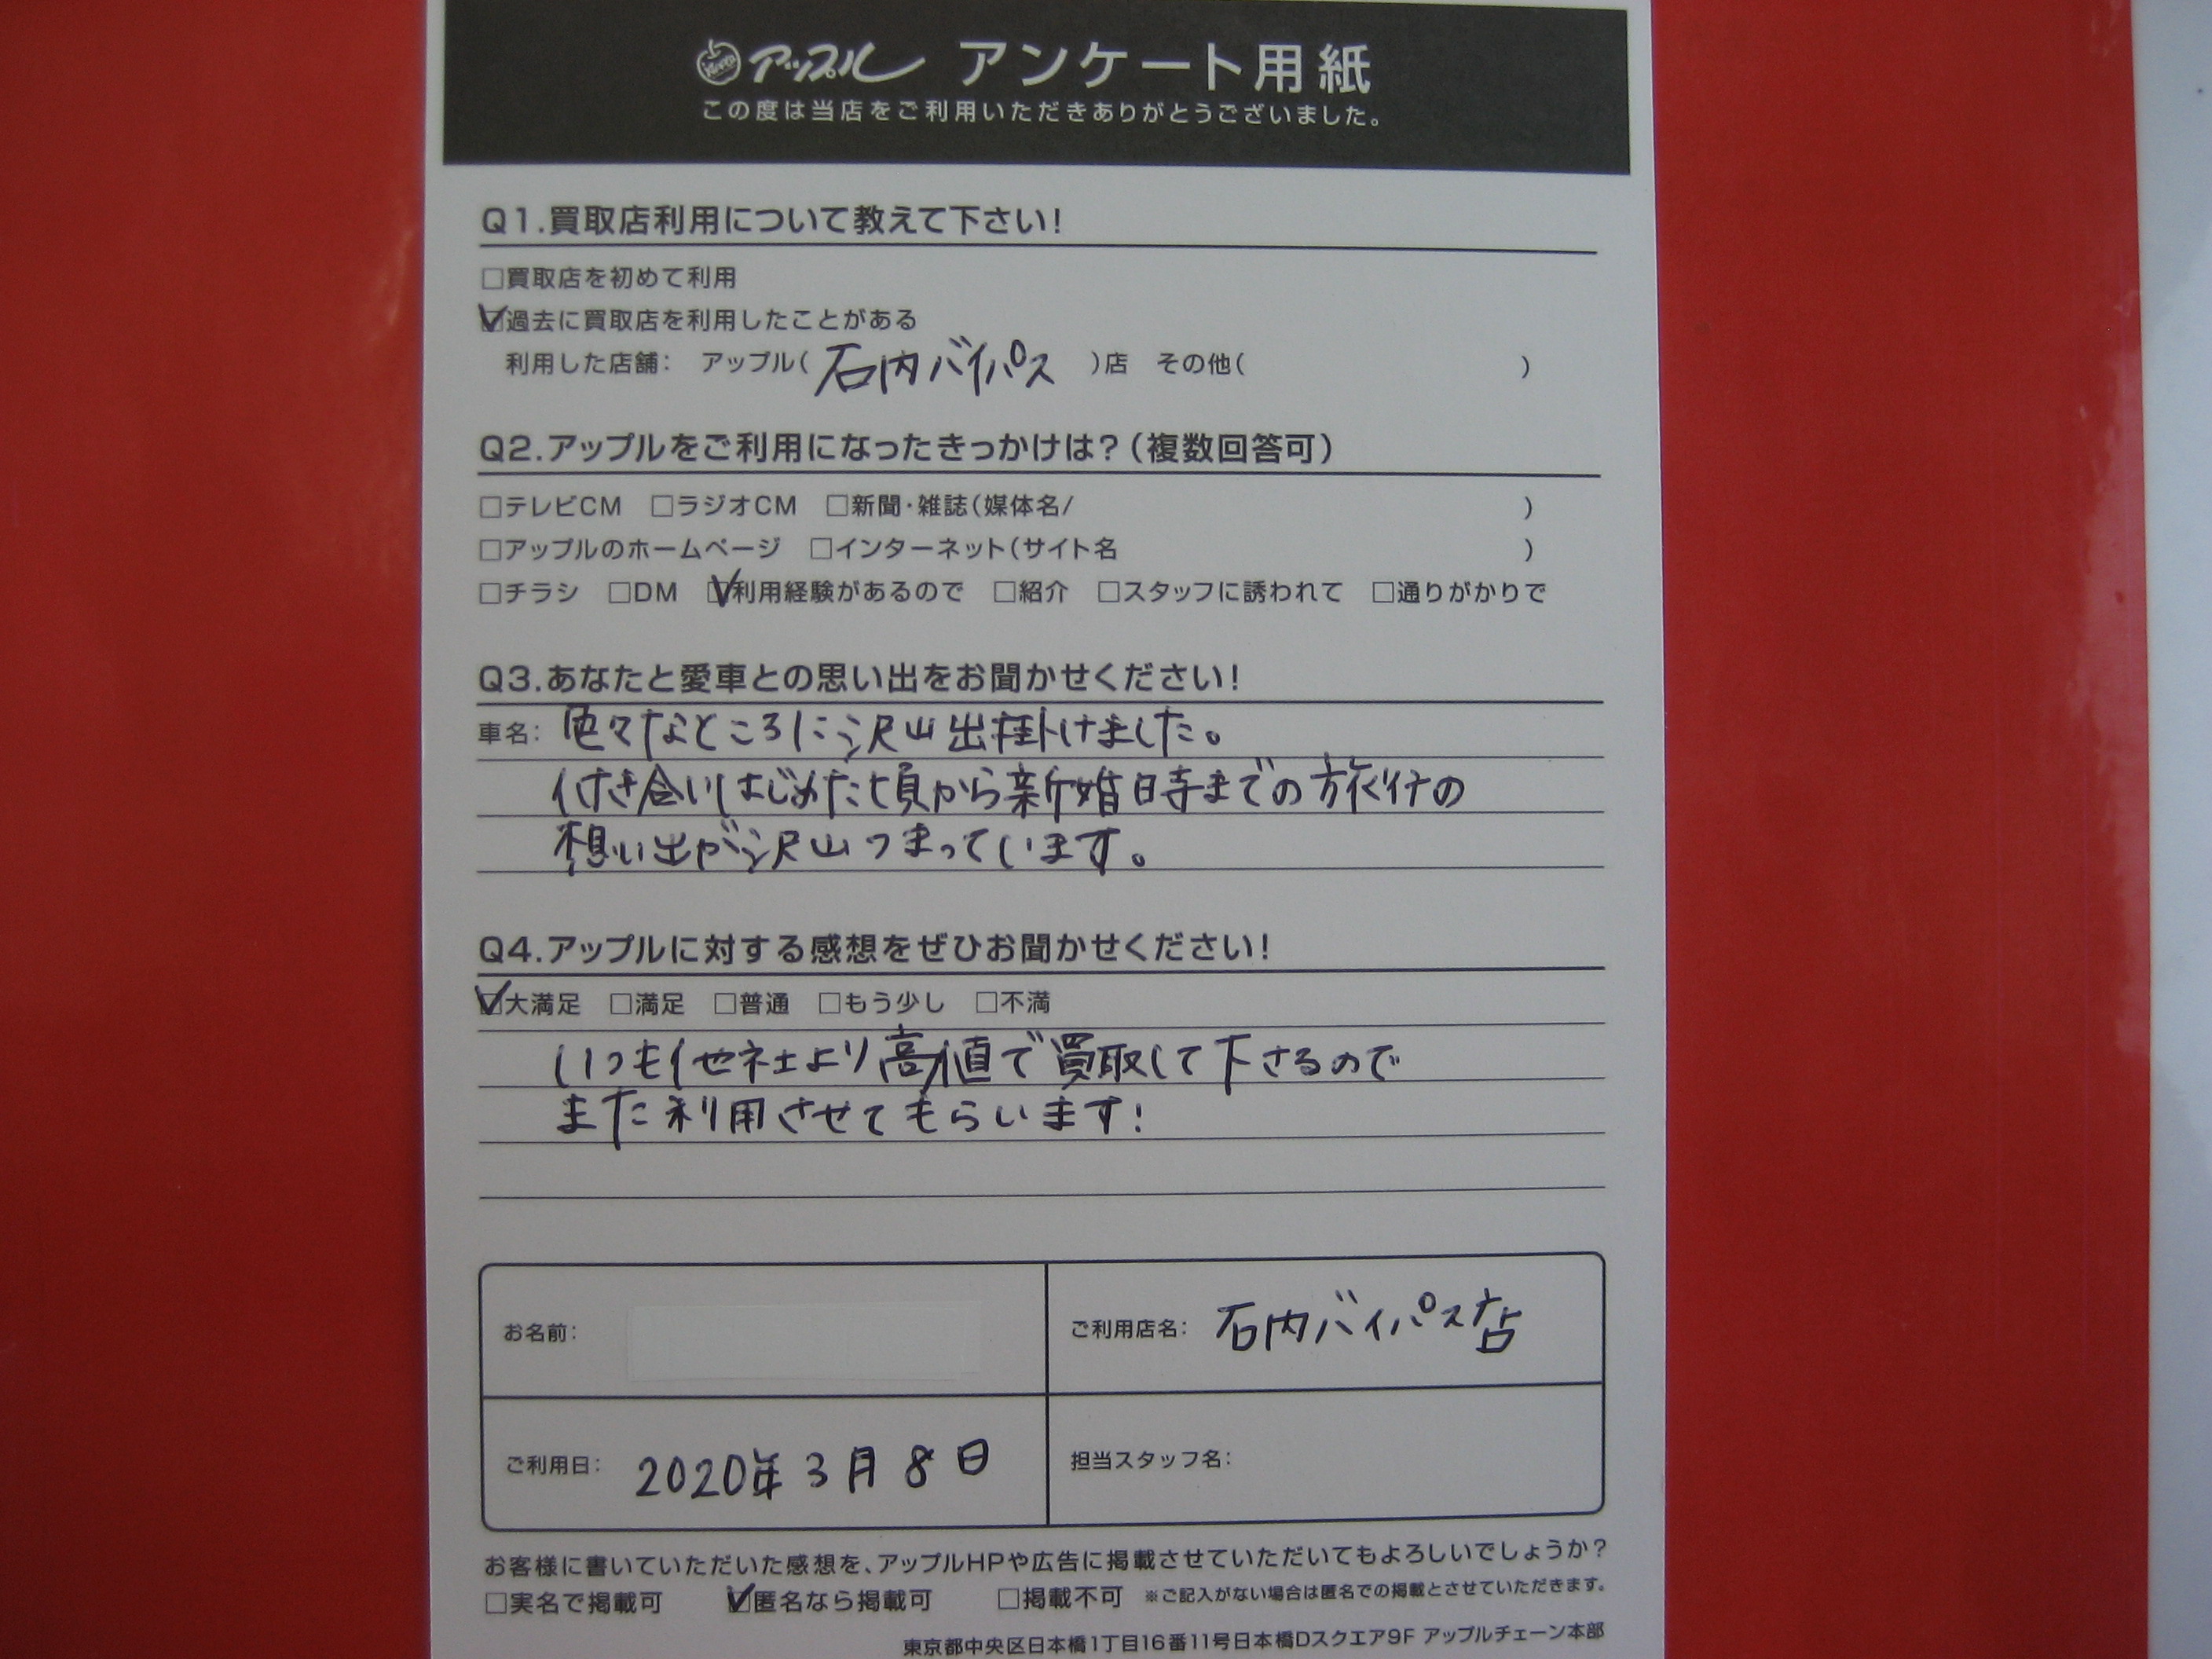 アップル アンケート用紙
この度は当店をご利用いただきありがとうございました。
Q1.買取店利用について教えて下さい!
□買取店を初めて利用
☑過去に買取店を利用したことがある
利用した店舗: アップル(石内バイパス)店 その他( )
Q2.アップルをご利用になったきっかけは?(複数回答可)
□テレビCM □ラジオCM □新聞・雑誌(媒体名/ )
□アップルのホームページ □インターネット(サイト名 )
□チラシ □DM ☑利用経験があるので □紹介 □スタッフに誘われて □通りがかりで
Q3.あなたと愛車との思い出をお聞かせください!
車名: 色々なところに沢山出掛けました。
付き合いはじめた頃から新婚時までの旅行の
想い出が沢山つまっています。
Q4.アップルに対する感想をぜひお聞かせください!
☑大満足 □満足 □普通 □もう少し □不満
いつも他社より高値で買取して下さるので
また利用させてもらいます!
お名前: ご利用店名: 石内バイパス店
ご利用日: 2020年3月8日 担当スタッフ名:
お客様に書いていただいた感想を、アップルHPや広告に掲載させていただいてもよろしいでしょうか?
□実名で掲載可 ☑匿名なら掲載可 □掲載不可 ※ご記入がない場合は匿名での掲載とさせていただきます。
東京都中央区日本橋1丁目16番11号日本橋Dスクエア9F アップルチェーン本部